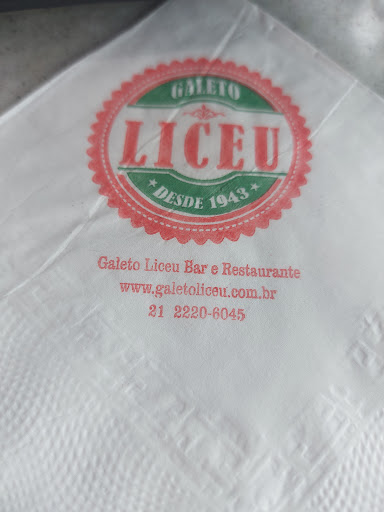 GALETO
LICEU
DESDE 1943
Galeto Liceu Bar e Restaurante
www.galetoliceu.com.br
21 2220-6045